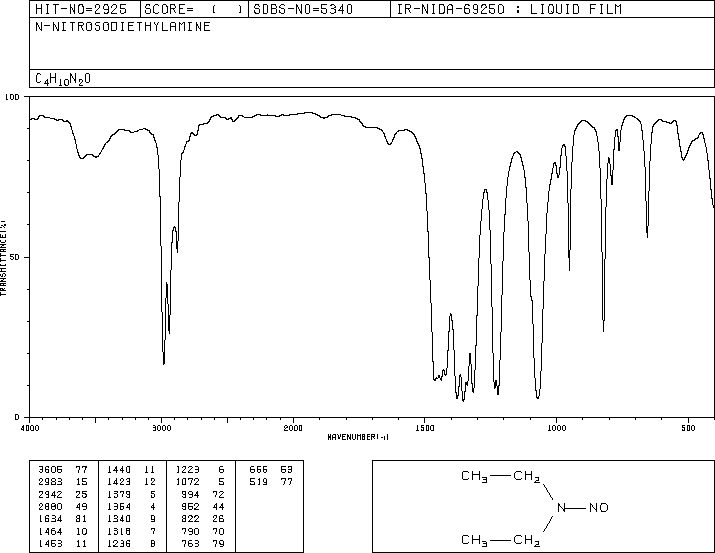 HIT-NO=2925 SCORE= ( ) SDBS-NO=5340 IR-NIDA-69250 : LIQUID FILM
N-NITROSODIETHYLAMINE
C4H10N2O
100
50
0
TRANSMITTANCE(%)
4000 3000 2000 1500 1000 500
WAVENUMBER(-1)
3605 77 1440 11 1223 6 666 53
2983 15 1423 12 1072 5 519 77
2942 25 1379 5 994 72
2880 49 1354 4 952 44
1634 81 1340 9 822 26
1464 10 1318 7 790 70
1453 11 1236 8 763 79
CH3—CH2
N—NO
CH3—CH2